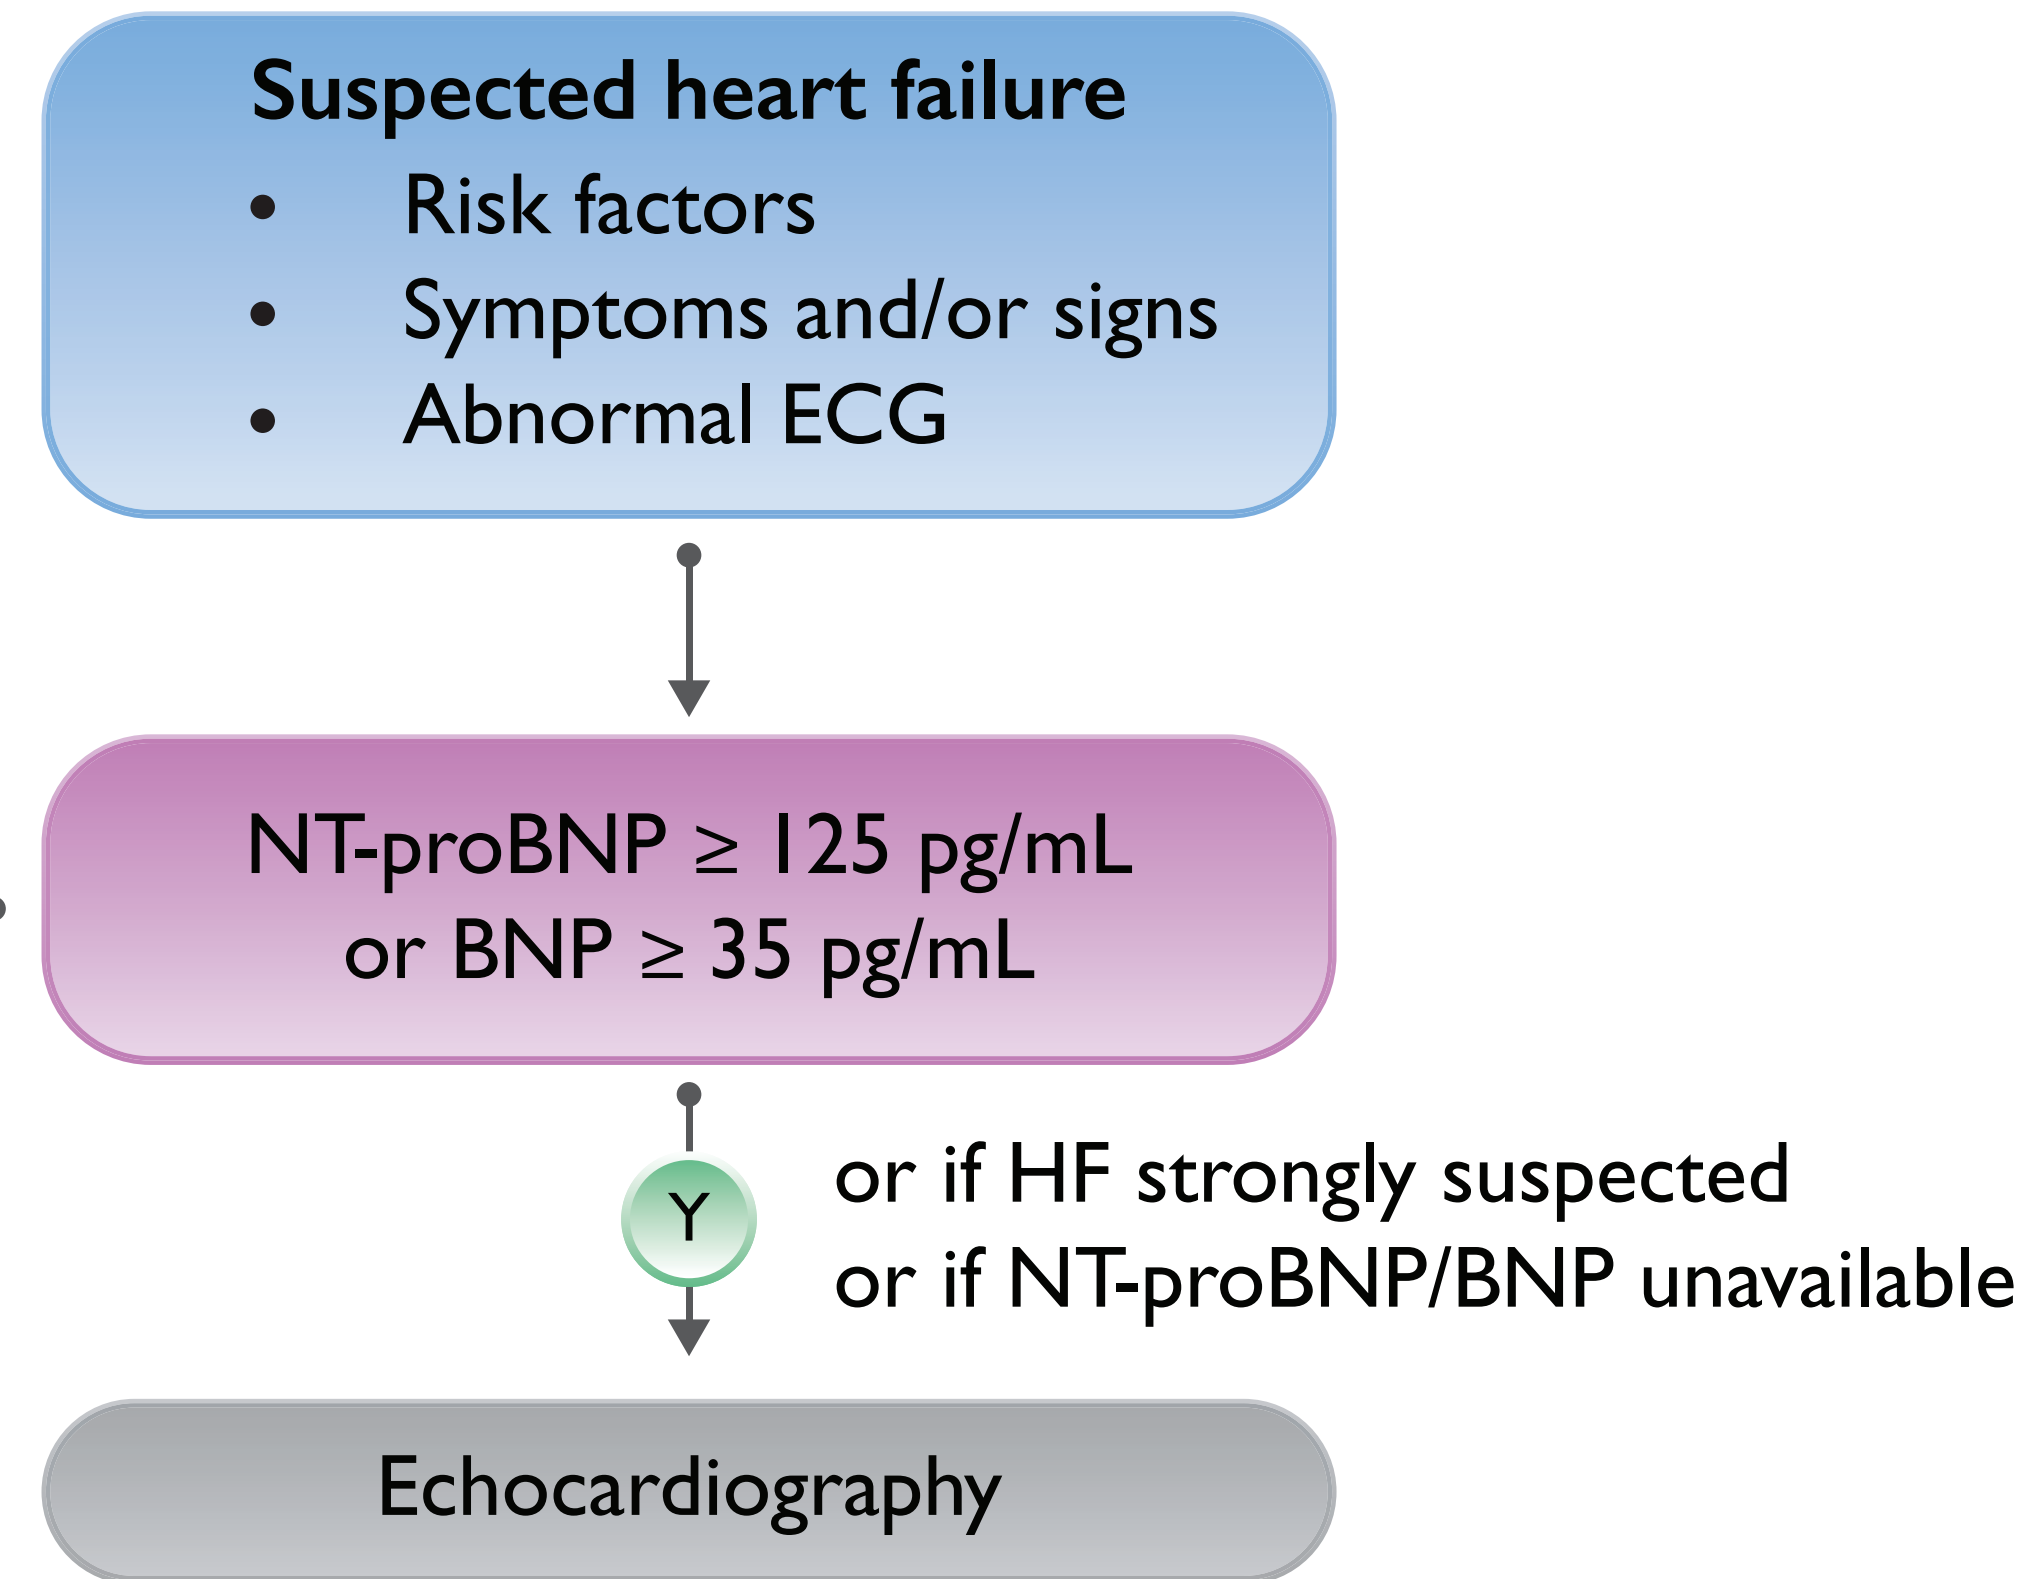 Suspected heart failure
• Risk factors
• Symptoms and/or signs
• Abnormal ECG
NT-proBNP ≥ 125 pg/mL
or BNP ≥ 35 pg/mL
Y
or if HF strongly suspected
or if NT-proBNP/BNP unavailable
Echocardiography